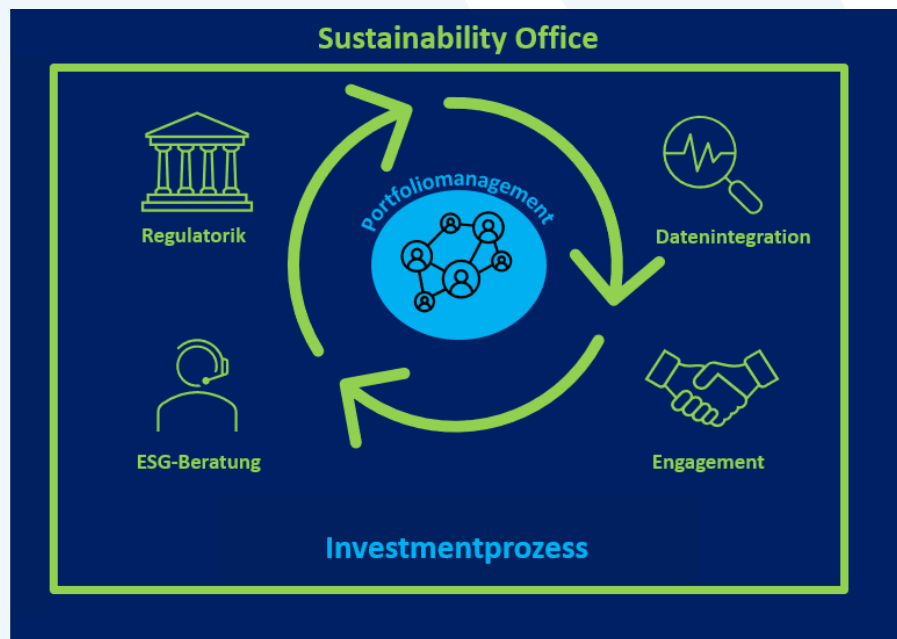 Sustainability Office
Portfoliomanagement
Regulatorik
Datenintegration
ESG-Beratung
Engagement
Investmentprozess